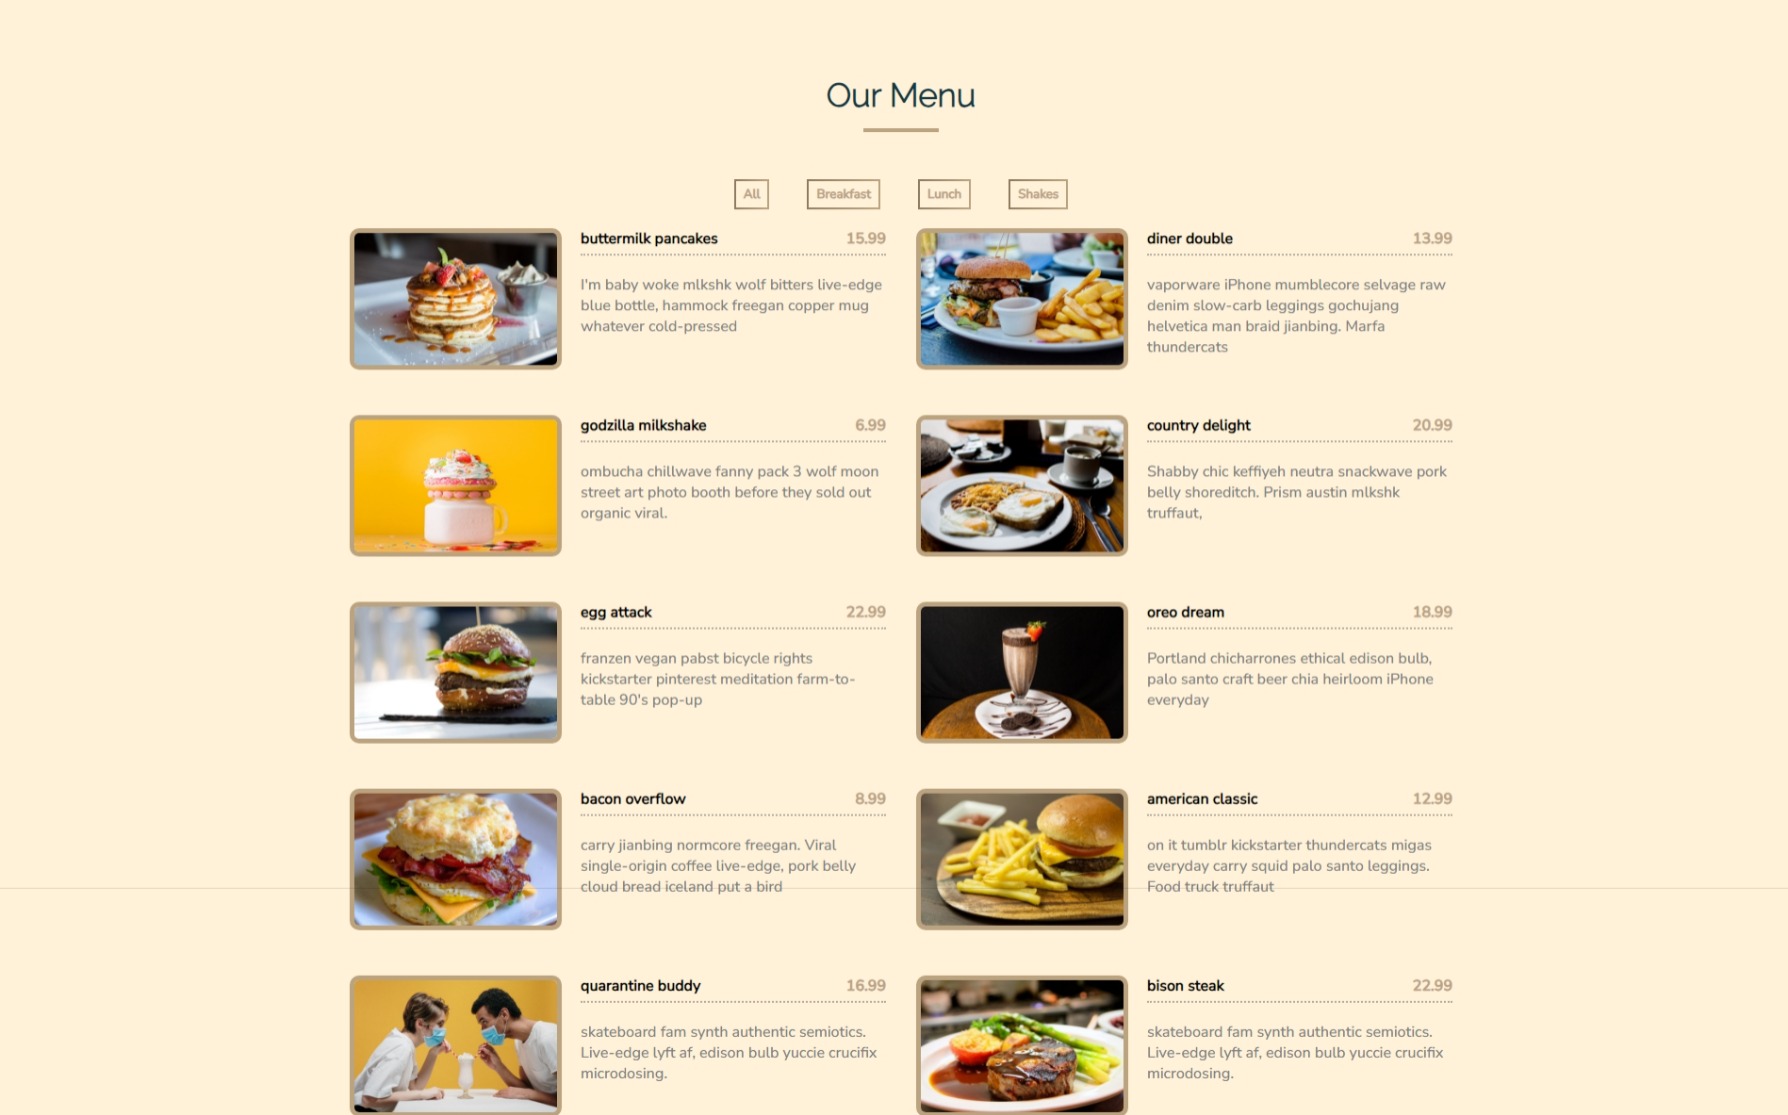 Our Menu
All
Breakfast
Lunch
Shakes
buttermilk pancakes 15.99
I'm baby woke mlkshk wolf bitters live-edge
blue bottle, hammock freegan copper mug
whatever cold-pressed
diner double 13.99
vaporware iPhone mumblecore selvage raw
denim slow-carb leggings gochujang
helvetica man braid jianbing. Marfa
thundercats
godzilla milkshake 6.99
ombucha chillwave fanny pack 3 wolf moon
street art photo booth before they sold out
organic viral.
country delight 20.99
Shabby chic keffiyeh neutra snackwave pork
belly shoreditch. Prism austin mlkshk
truffaut,
egg attack 22.99
franzen vegan pabst bicycle rights
kickstarter pinterest meditation farm-to-
table 90's pop-up
oreo dream 18.99
Portland chicharrones ethical edison bulb,
palo santo craft beer chia heirloom iPhone
everyday
bacon overflow 8.99
carry jianbing normcore freegan. Viral
single-origin coffee live-edge, pork belly
cloud bread iceland put a bird
american classic 12.99
on it tumblr kickstarter thundercats migas
everyday carry squid palo santo leggings.
Food truck truffaut
quarantine buddy 16.99
skateboard fam synth authentic semiotics.
Live-edge lyft af, edison bulb yuccie crucifix
microdosing.
bison steak 22.99
skateboard fam synth authentic semiotics.
Live-edge lyft af, edison bulb yuccie crucifix
microdosing.